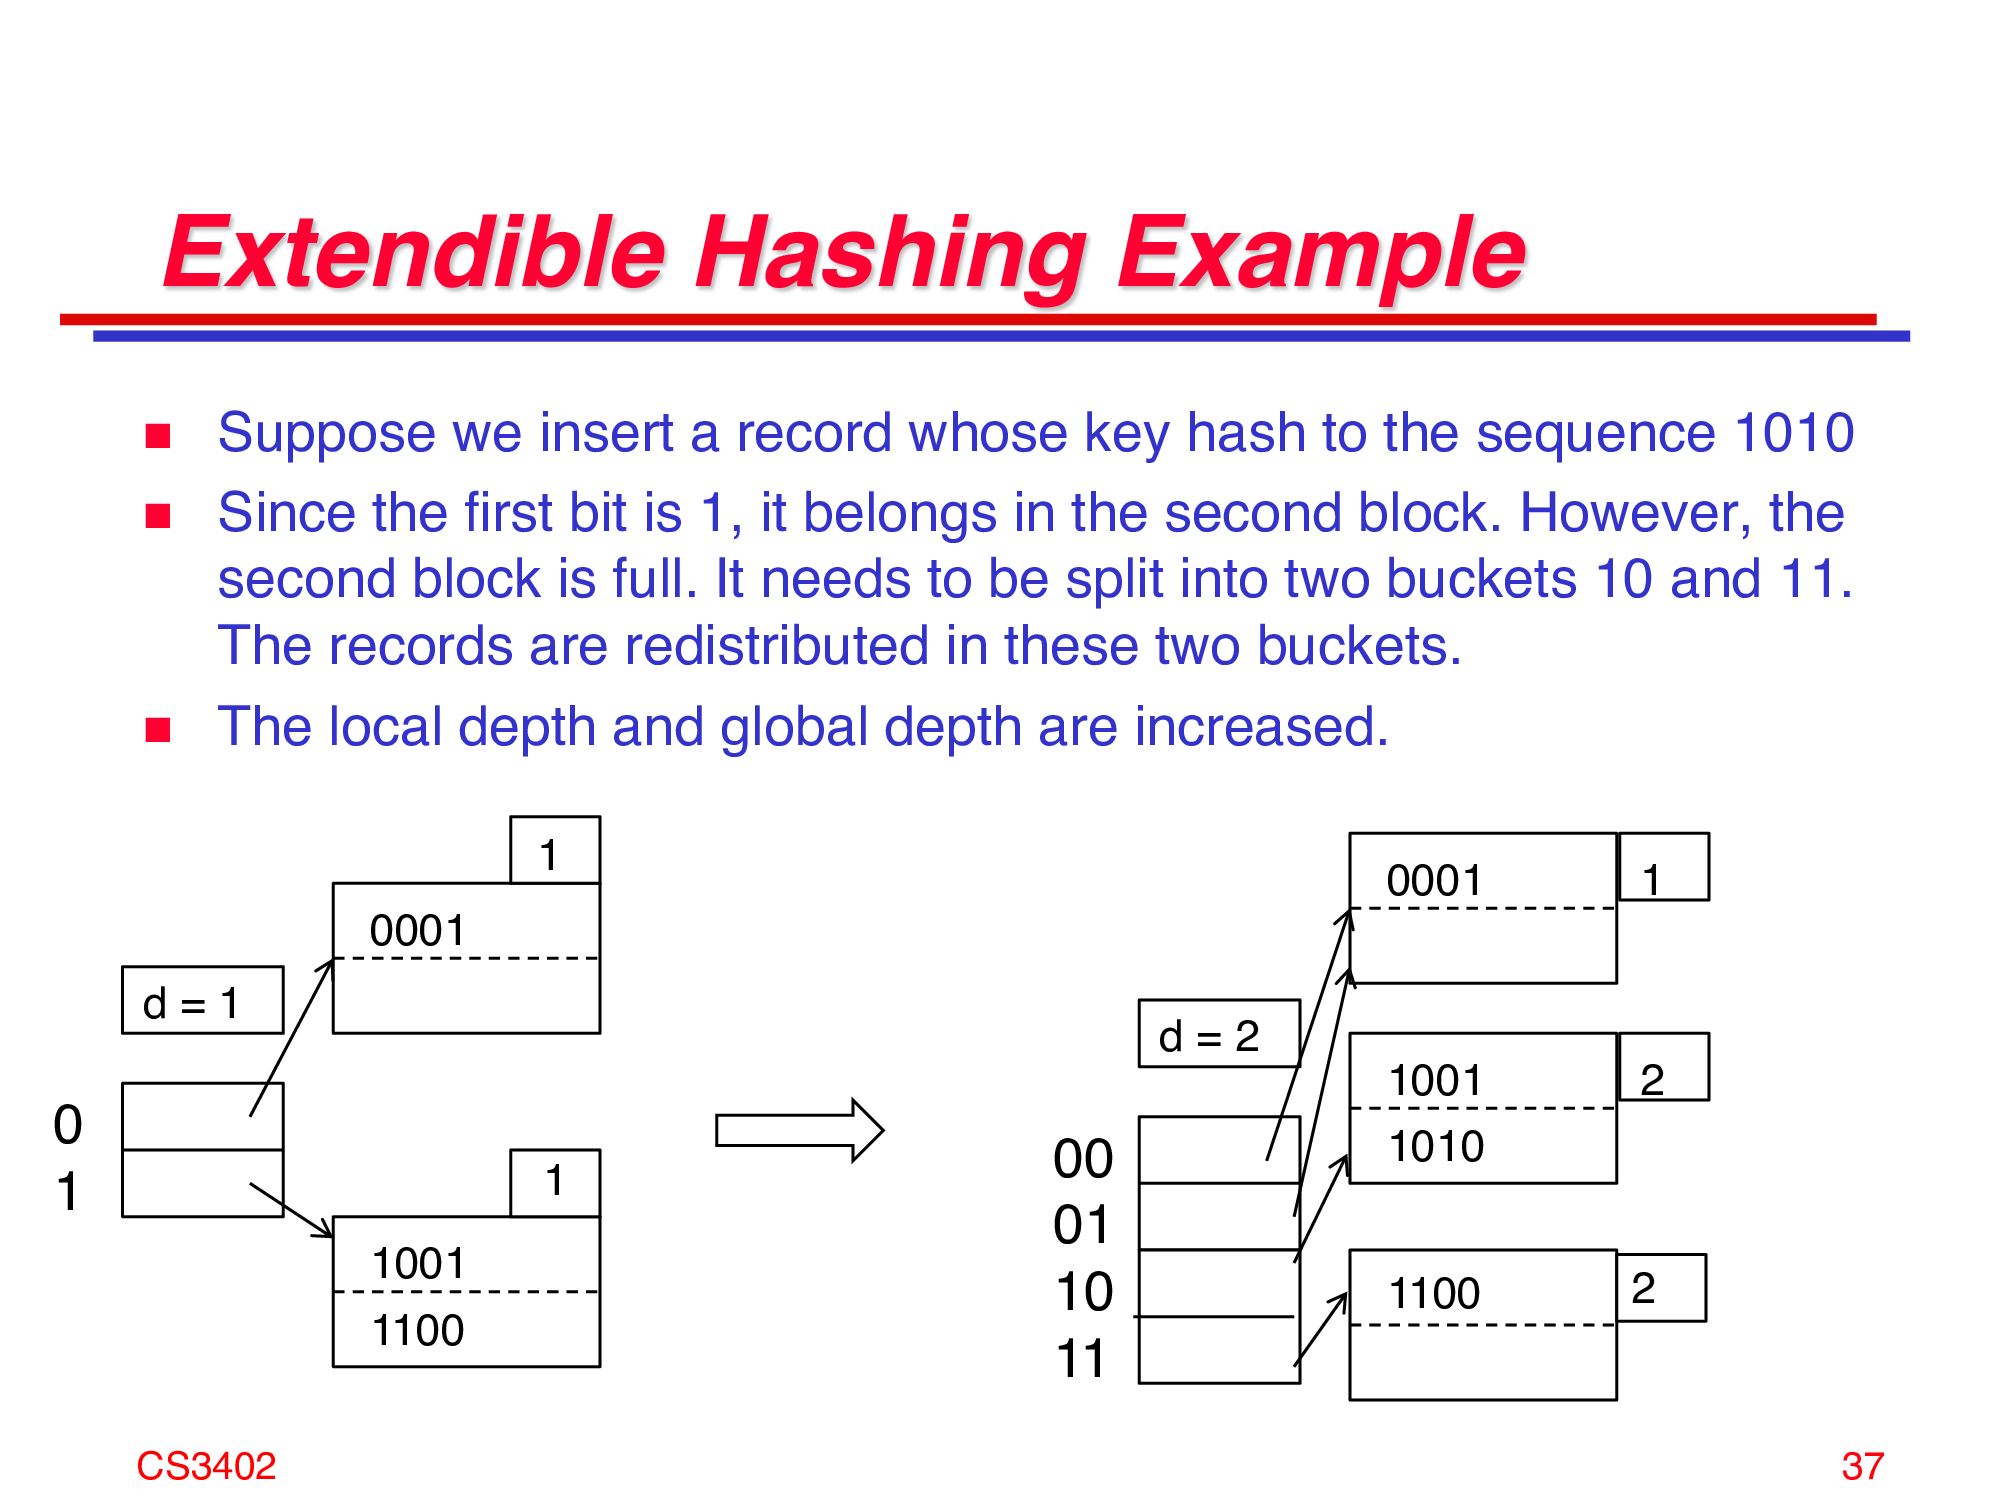 Extendible Hashing Example
Suppose we insert a record whose key hash to the sequence 1010
Since the first bit is 1, it belongs in the second block. However, the
second block is full. It needs to be split into two buckets 10 and 11.
The records are redistributed in these two buckets.
The local depth and global depth are increased.
1
0001
d = 1
0
1
1
1001
1100
0001
1
d = 2
1001
2
1010
00
01
10
11
1100
2
CS3402
37